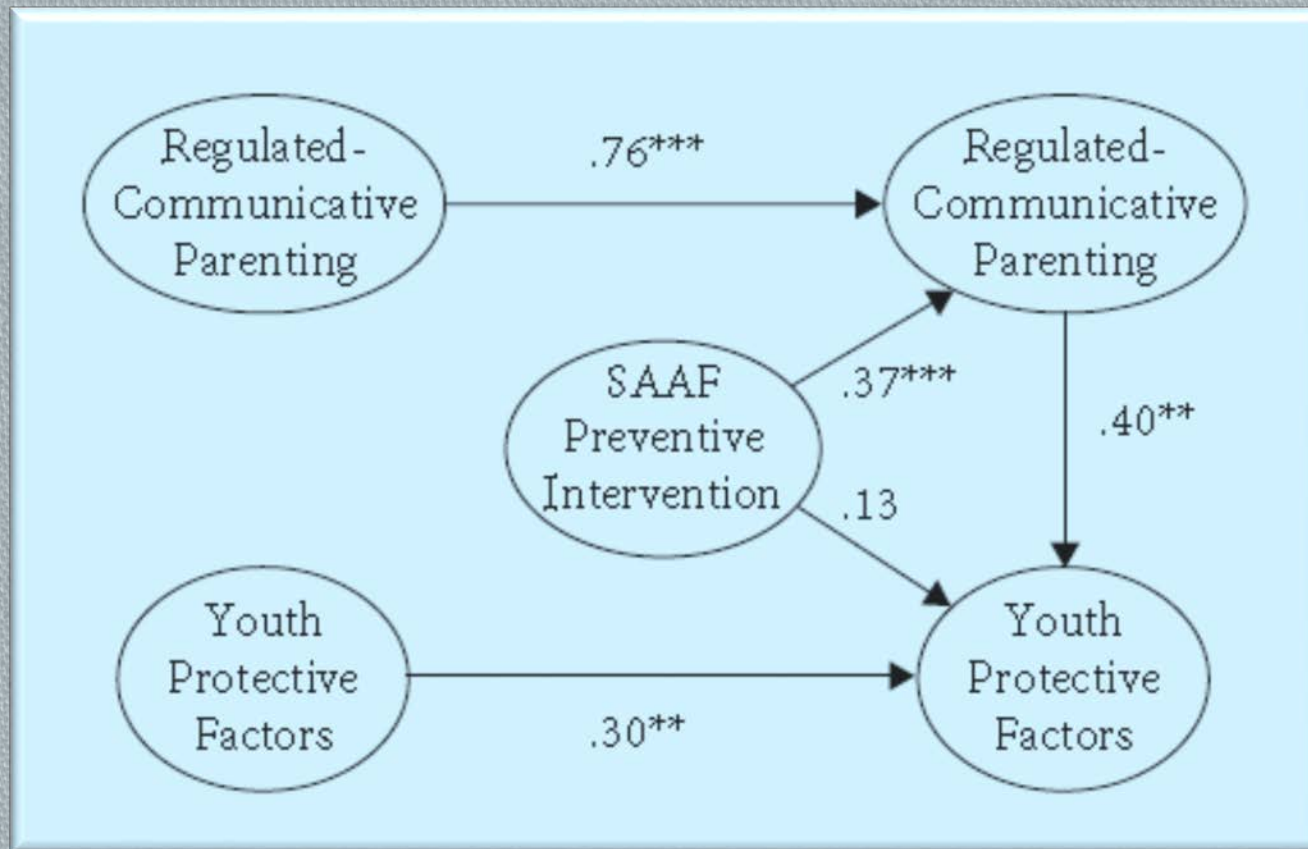 Regulated-
Communicative
Parenting
.76***
Regulated-
Communicative
Parenting
SAAF
Preventive
Intervention
.37***
.40**
.13
Youth
Protective
Factors
.30**
Youth
Protective
Factors